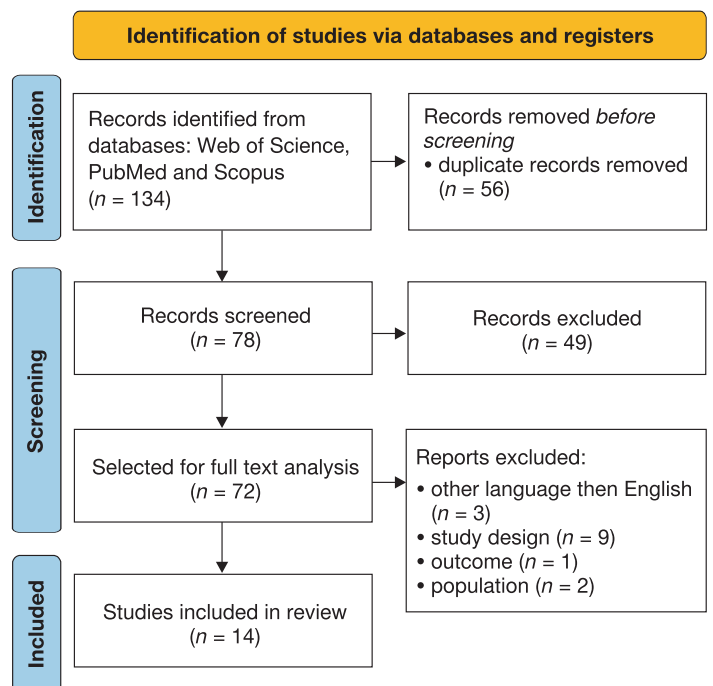 Identification of studies via databases and registers
Identification
Records identified from
databases: Web of Science,
PubMed and Scopus
(n = 134)
Records removed before
screening
• duplicate records removed
(n = 56)
Screening
Records screened
(n = 78)
Records excluded
(n = 49)
Selected for full text analysis
(n = 72)
Reports excluded:
• other language then English
(n = 3)
• study design (n = 9)
• outcome (n = 1)
• population (n = 2)
Included
Studies included in review
(n = 14)